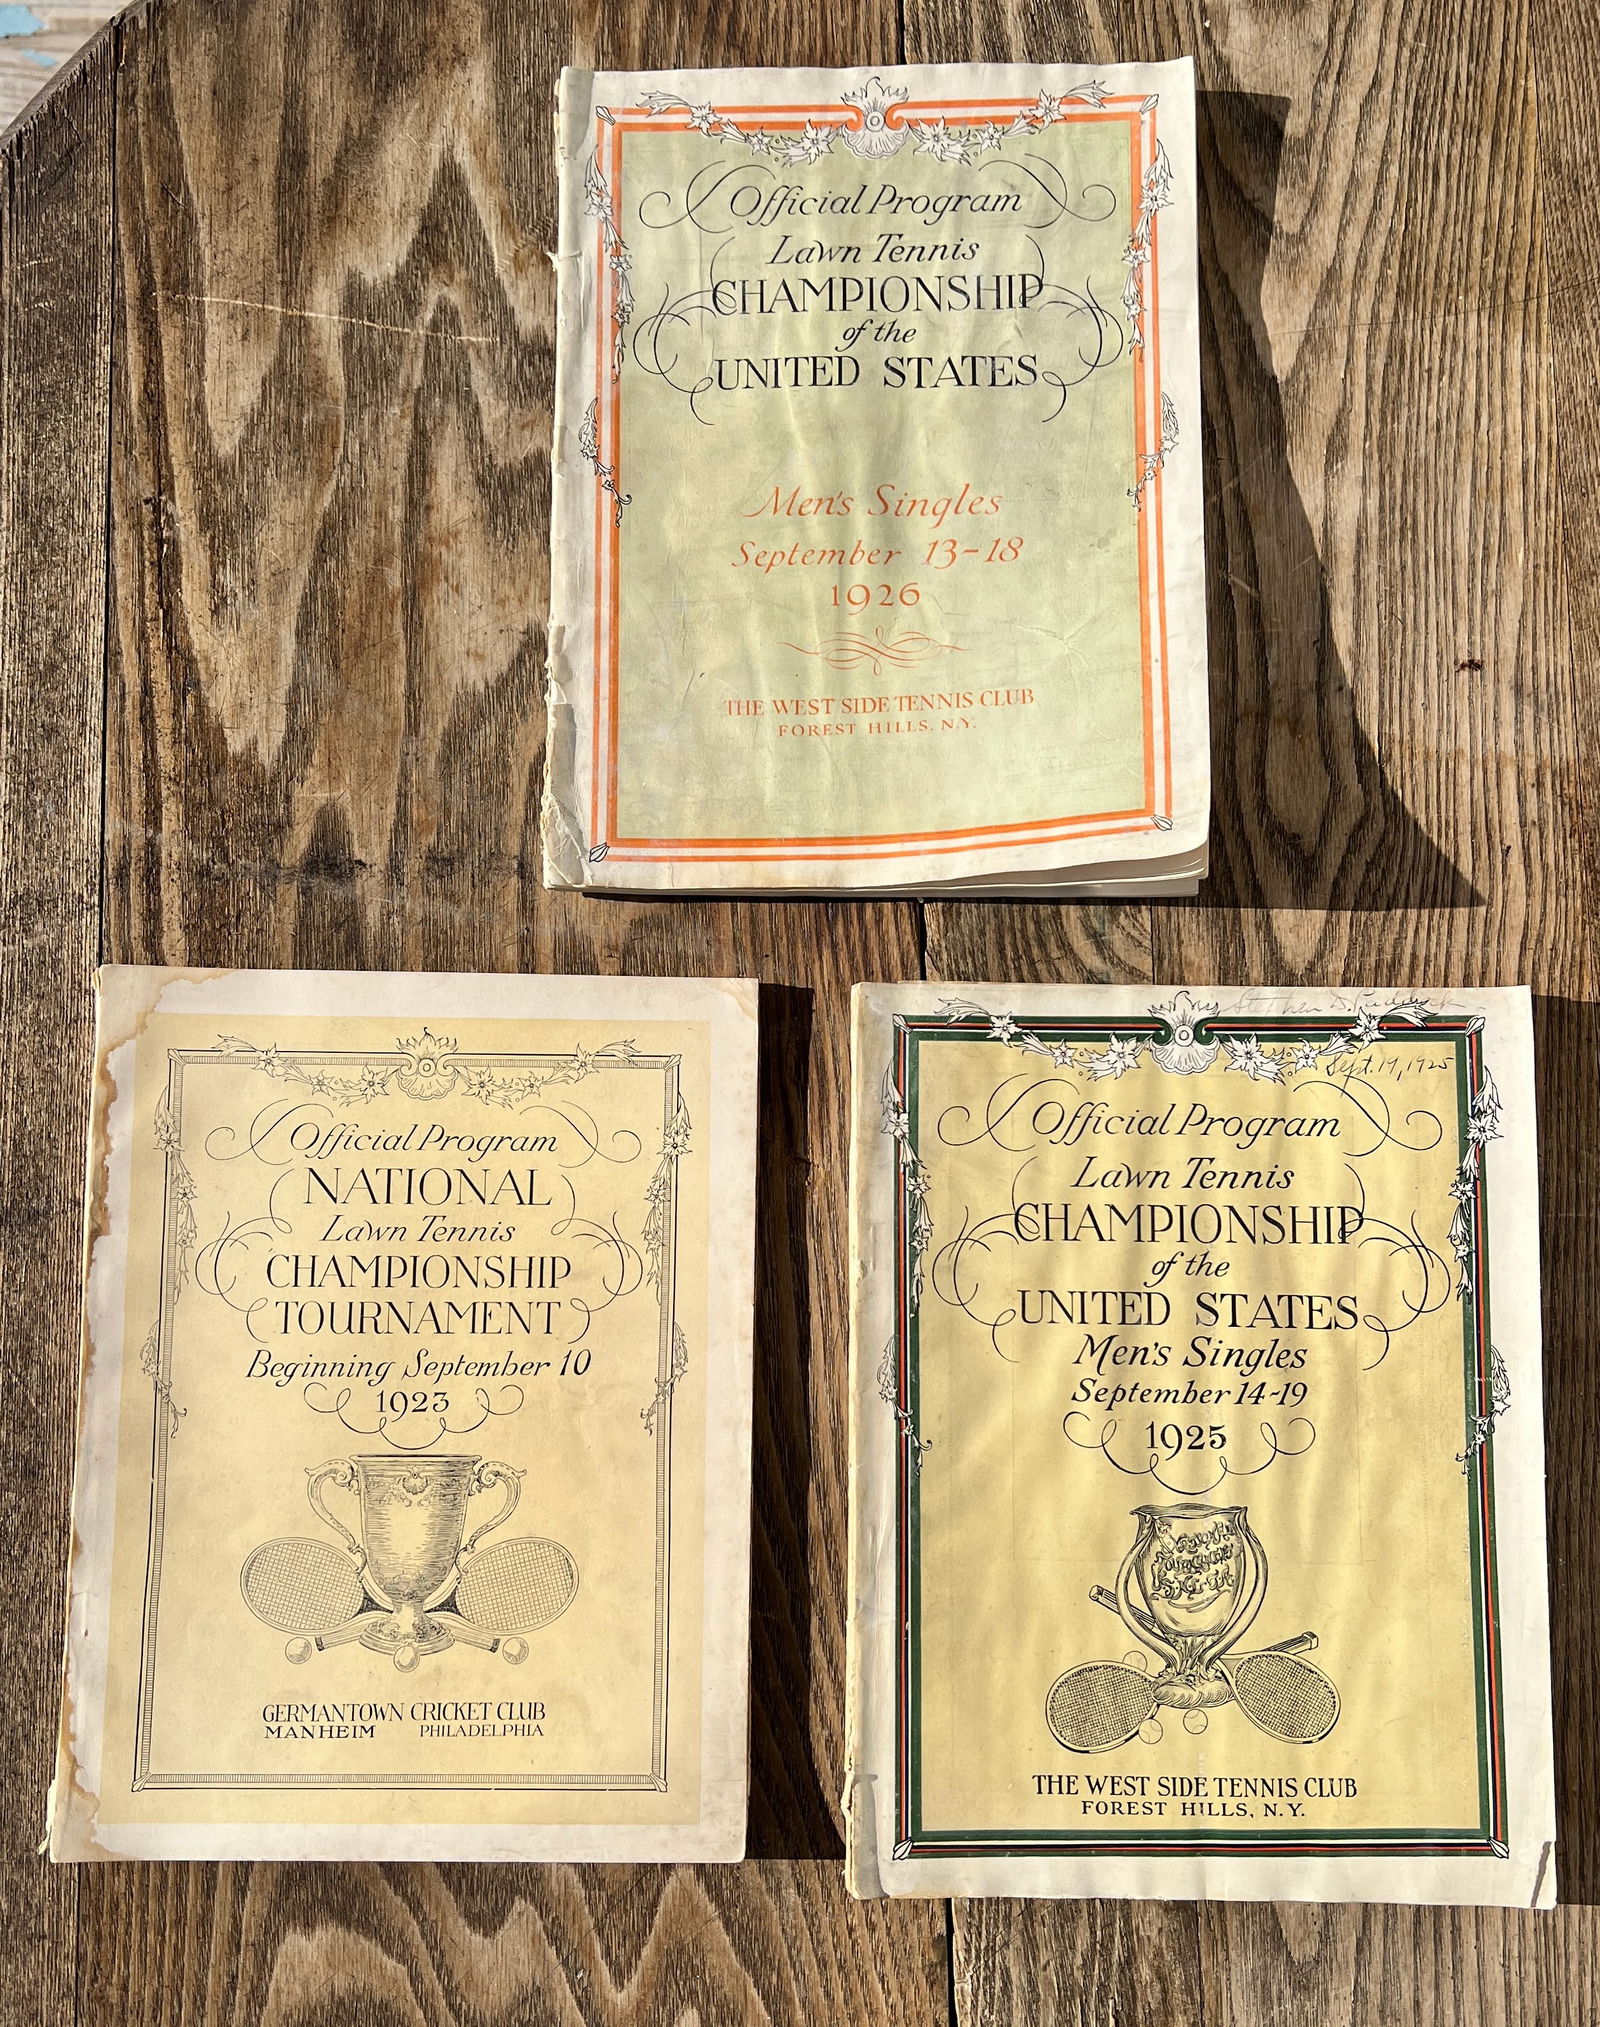 Official Program
Lawn Tennis
CHAMPIONSHIP
of the
UNITED STATES
Men's Singles
September 13-18
1926
THE WEST SIDE TENNIS CLUB
FOREST HILLS, N.Y.
Official Program
NATIONAL
Lawn Tennis
CHAMPIONSHIP
TOURNAMENT
Beginning September 10
1923
GERMANTOWN CRICKET CLUB
MANHEIM PHILADELPHIA
Stephen D. Paddock
Sept. 19, 1925
Official Program
Lawn Tennis
CHAMPIONSHIP
of the
UNITED STATES
Men's Singles
September 14-19
1925
THE WEST SIDE TENNIS CLUB
FOREST HILLS, N.Y.